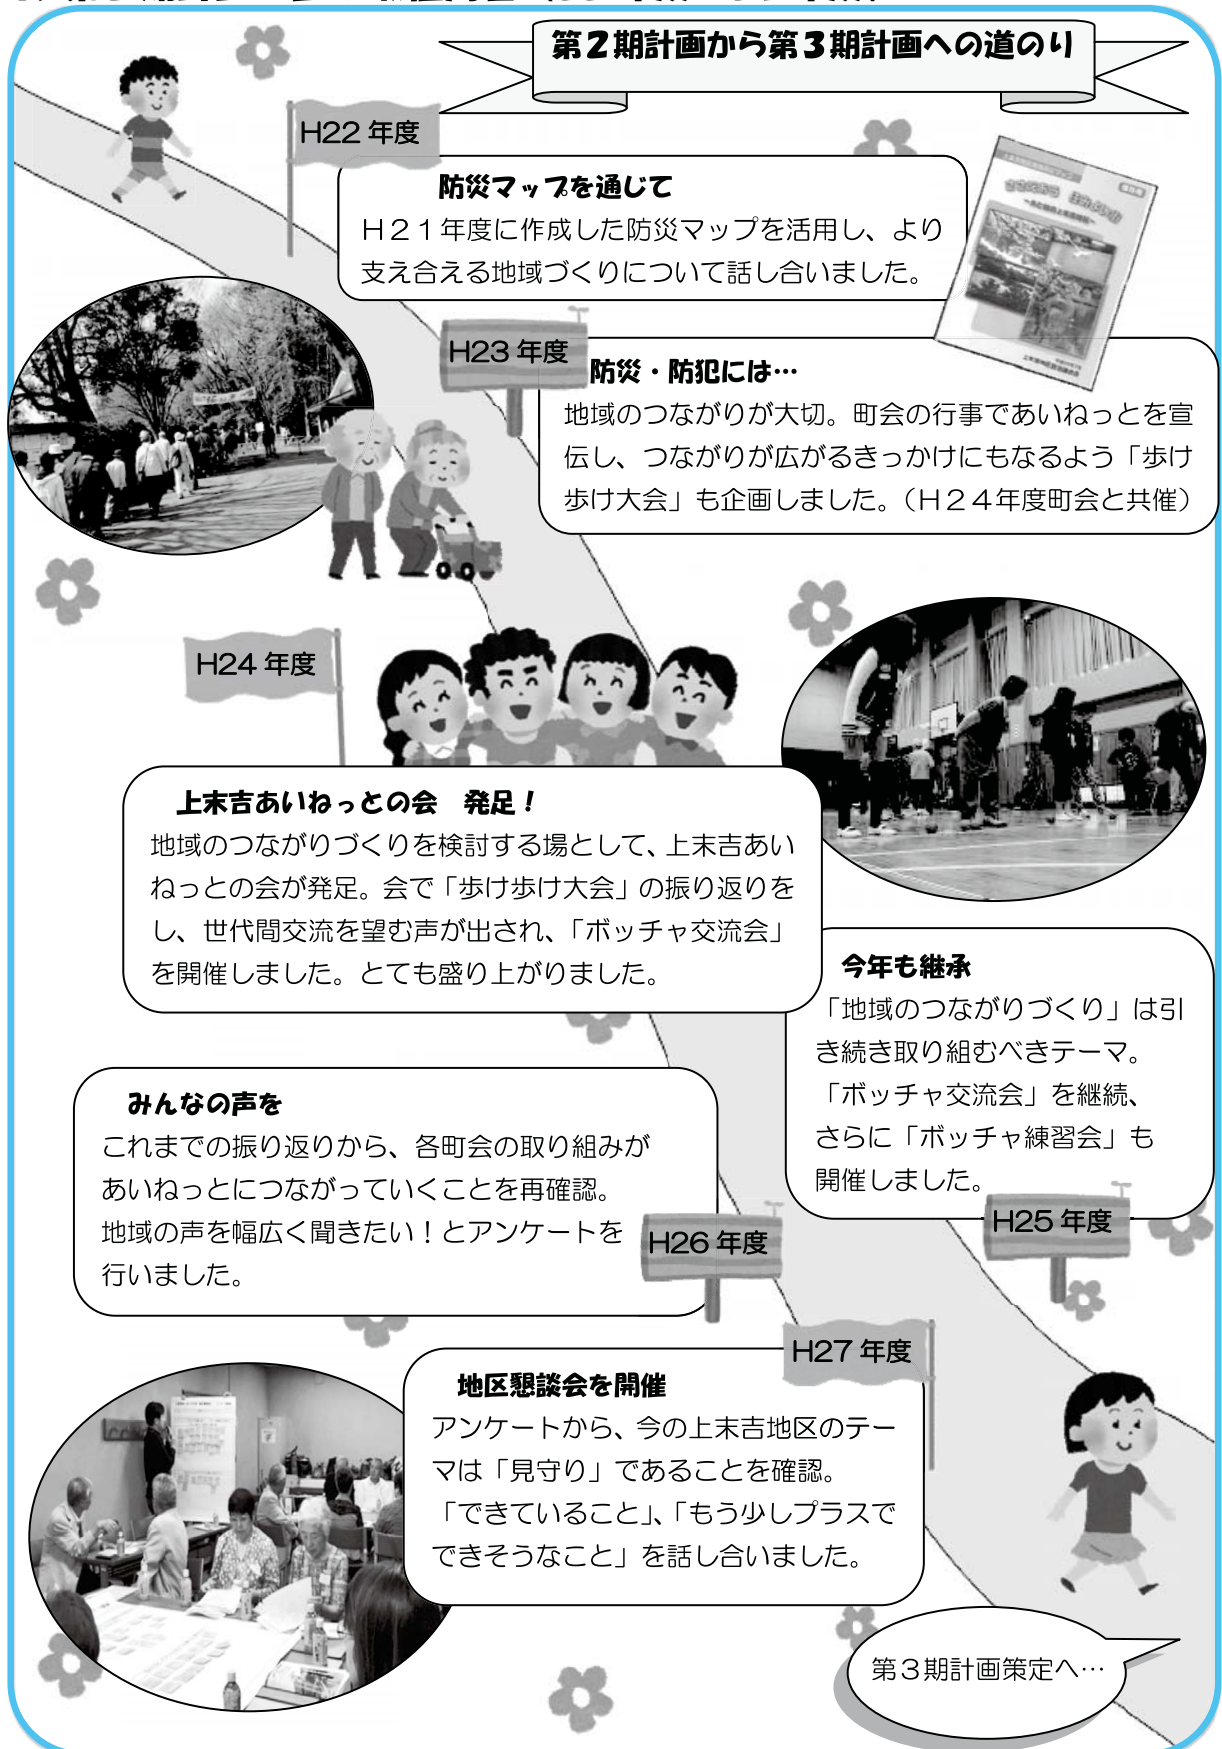 第2期計画から第3期計画への道のり
H22 年度
防災マップを通じて
H21年度に作成した防災マップを活用し、より
支え合える地域づくりについて話し合いました。
H23 年度
防災・防犯には…
地域のつながりが大切。町会の行事であいねっとを宣
伝し、つながりが広がるきっかけにもなるよう「歩け
歩け大会」も企画しました。（H24年度町会と共催）
H24 年度
上末吉あいねっとの会　発足！
地域のつながりづくりを検討する場として、上末吉あい
ねっとの会が発足。会で「歩け歩け大会」の振り返りを
し、世代間交流を望む声が出され、「ボッチャ交流会」
を開催しました。とても盛り上がりました。
今年も継承
「地域のつながりづくり」は引
き続き取り組むべきテーマ。
「ボッチャ交流会」を継続、
さらに「ボッチャ練習会」も
開催しました。
H25 年度
みんなの声を
これまでの振り返りから、各町会の取り組みが
あいねっとにつながっていくことを再確認。
地域の声を幅広く聞きたい！とアンケートを
行いました。
H26 年度
H27 年度
地区懇談会を開催
アンケートから、今の上末吉地区のテー
マは「見守り」であることを確認。
「できていること」、「もう少しプラスで
できそうなこと」を話し合いました。
第3期計画策定へ…